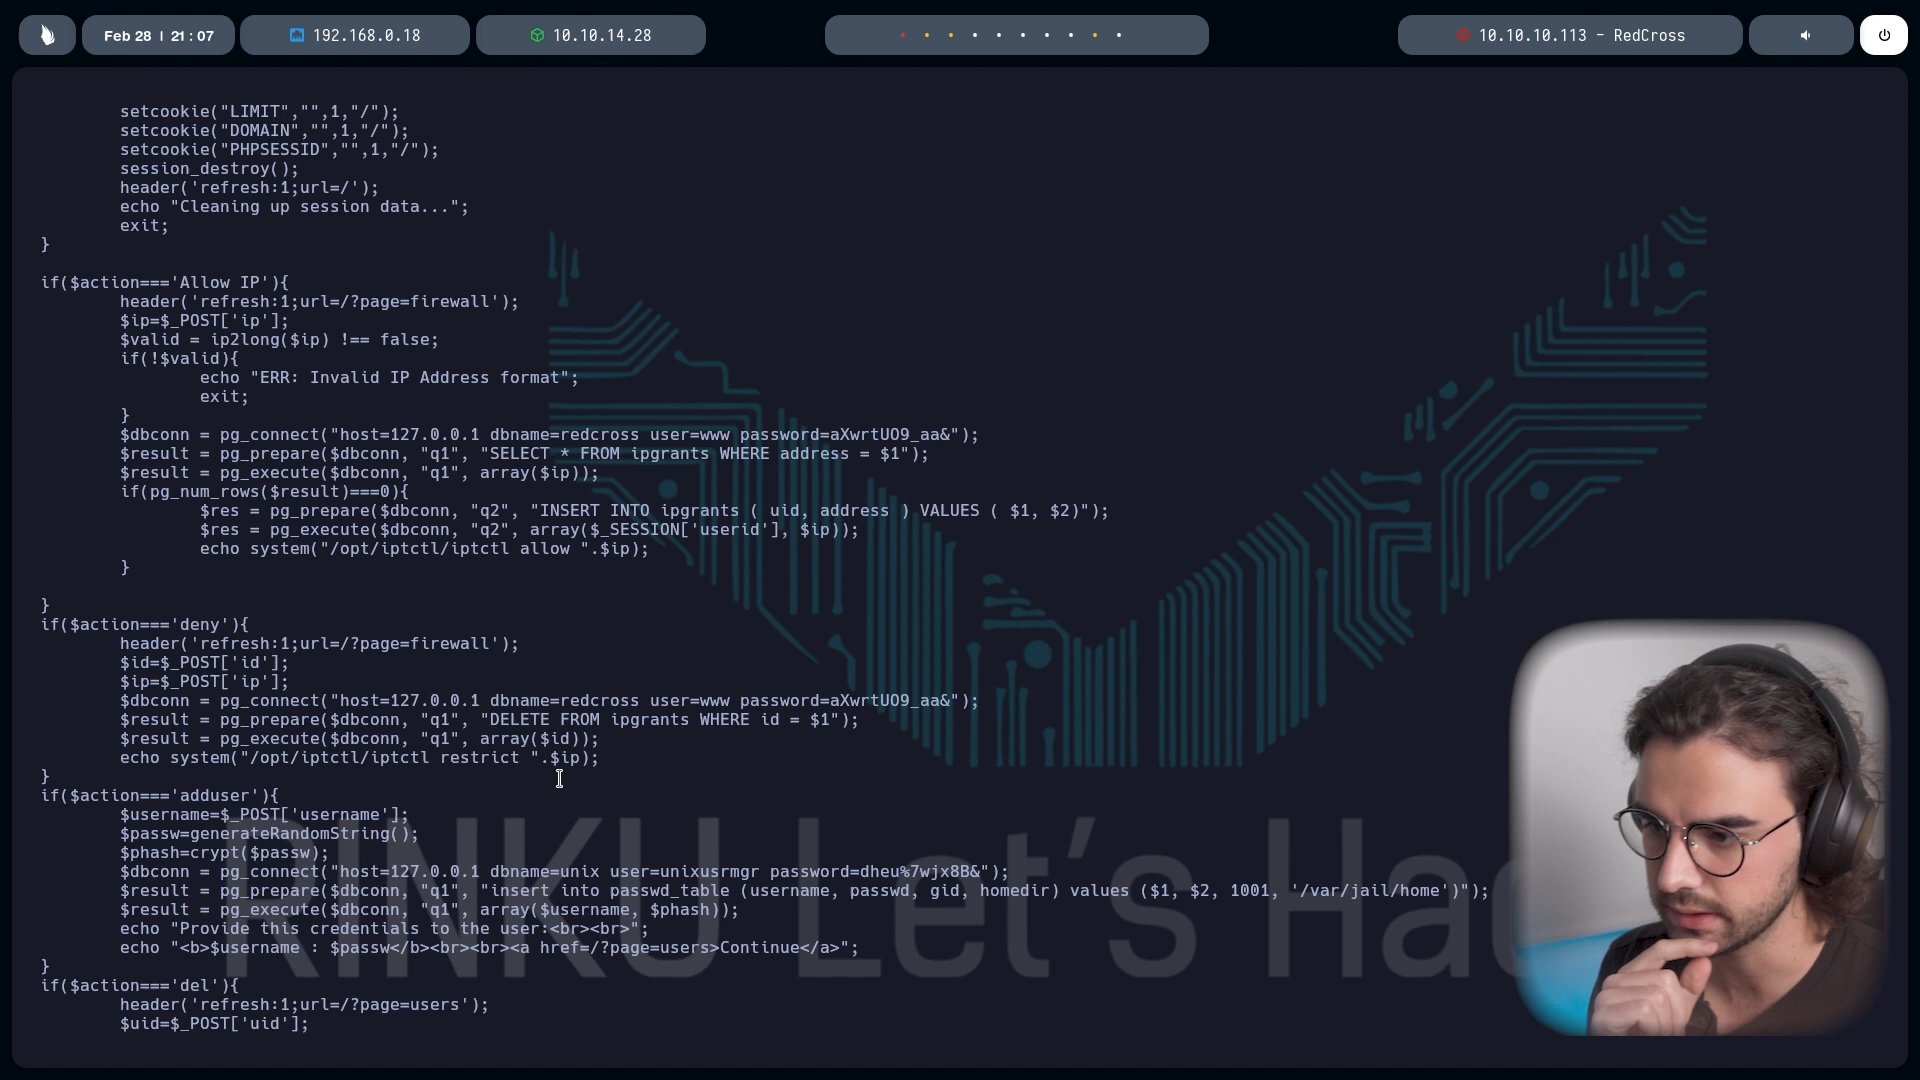 Feb 28 | 21 : 07
192.168.0.18
10.10.14.28
10.10.10.113 - RedCross
setcookie("LIMIT","",1,"/");
setcookie("DOMAIN","",1,"/");
setcookie("PHPSESSID","",1,"/");
session_destroy();
header('refresh:1;url=/');
echo "Cleaning up session data...";
exit;
}
if($action==='Allow IP'){
header('refresh:1;url=/?page=firewall');
$ip=$_POST['ip'];
$valid = ip2long($ip) !== false;
if(!$valid){
echo "ERR: Invalid IP Address format";
exit;
}
$dbconn = pg_connect("host=127.0.0.1 dbname=redcross user=www password=aXwrtUO9_aa&");
$result = pg_prepare($dbconn, "q1", "SELECT * FROM ipgrants WHERE address = $1");
$result = pg_execute($dbconn, "q1", array($ip));
if(pg_num_rows($result)===0){
$res = pg_prepare($dbconn, "q2", "INSERT INTO ipgrants ( uid, address ) VALUES ( $1, $2)");
$res = pg_execute($dbconn, "q2", array($_SESSION['userid'], $ip));
echo system("/opt/iptctl/iptctl allow ".$ip);
}
}
if($action==='deny'){
header('refresh:1;url=/?page=firewall');
$id=$_POST['id'];
$ip=$_POST['ip'];
$dbconn = pg_connect("host=127.0.0.1 dbname=redcross user=www password=aXwrtUO9_aa&");
$result = pg_prepare($dbconn, "q1", "DELETE FROM ipgrants WHERE id = $1");
$result = pg_execute($dbconn, "q1", array($id));
echo system("/opt/iptctl/iptctl restrict ".$ip);
}
if($action==='adduser'){
$username=$_POST['username'];
$passw=generateRandomString();
$phash=crypt($passw);
$dbconn = pg_connect("host=127.0.0.1 dbname=unix user=unixusrmgr password=dheu%7wjx8B&");
$result = pg_prepare($dbconn, "q1", "insert into passwd_table (username, passwd, gid, homedir) values ($1, $2, 1001, '/var/jail/home')");
$result = pg_execute($dbconn, "q1", array($username, $phash));
echo "Provide this credentials to the user:<br><br>";
echo "<b>$username : $passw</b><br><br><a href=/?page=users>Continue</a>";
}
if($action==='del'){
header('refresh:1;url=/?page=users');
$uid=$_POST['uid'];
RINKU Let's Hac